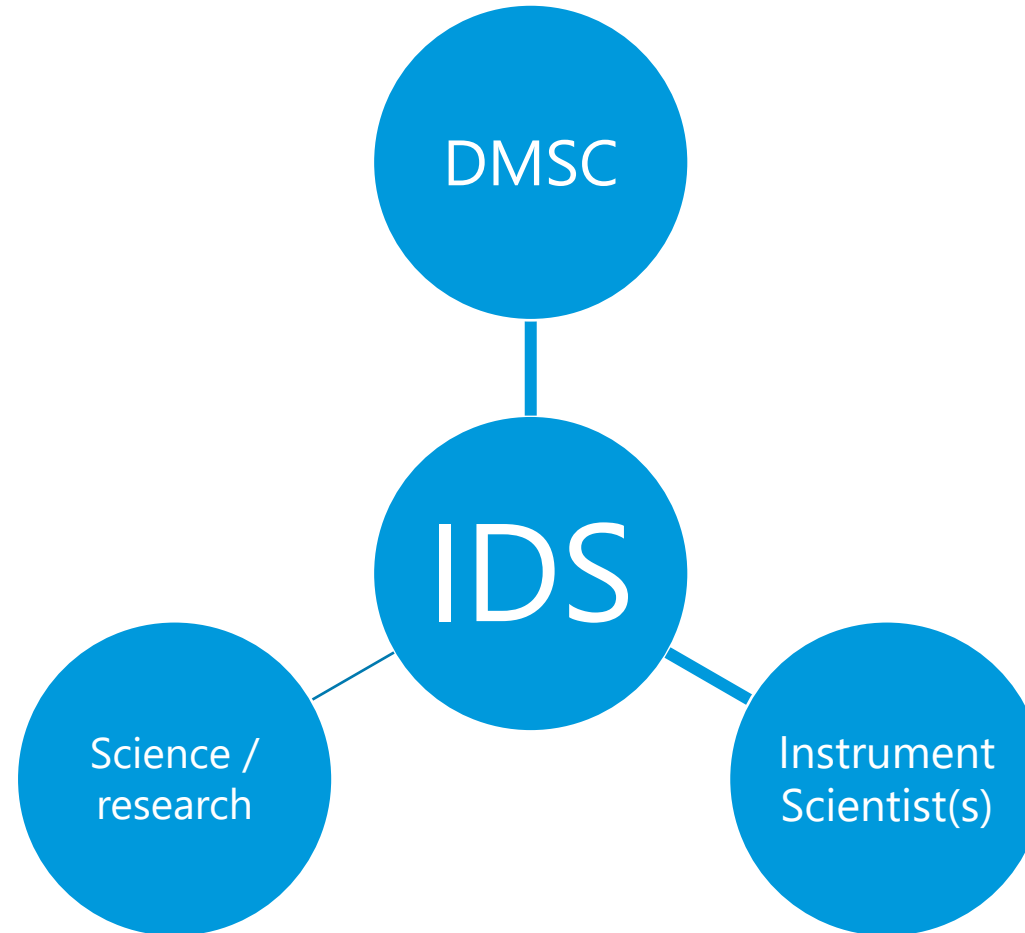 DMSC
IDS
Science /
research
Instrument
Scientist(s)